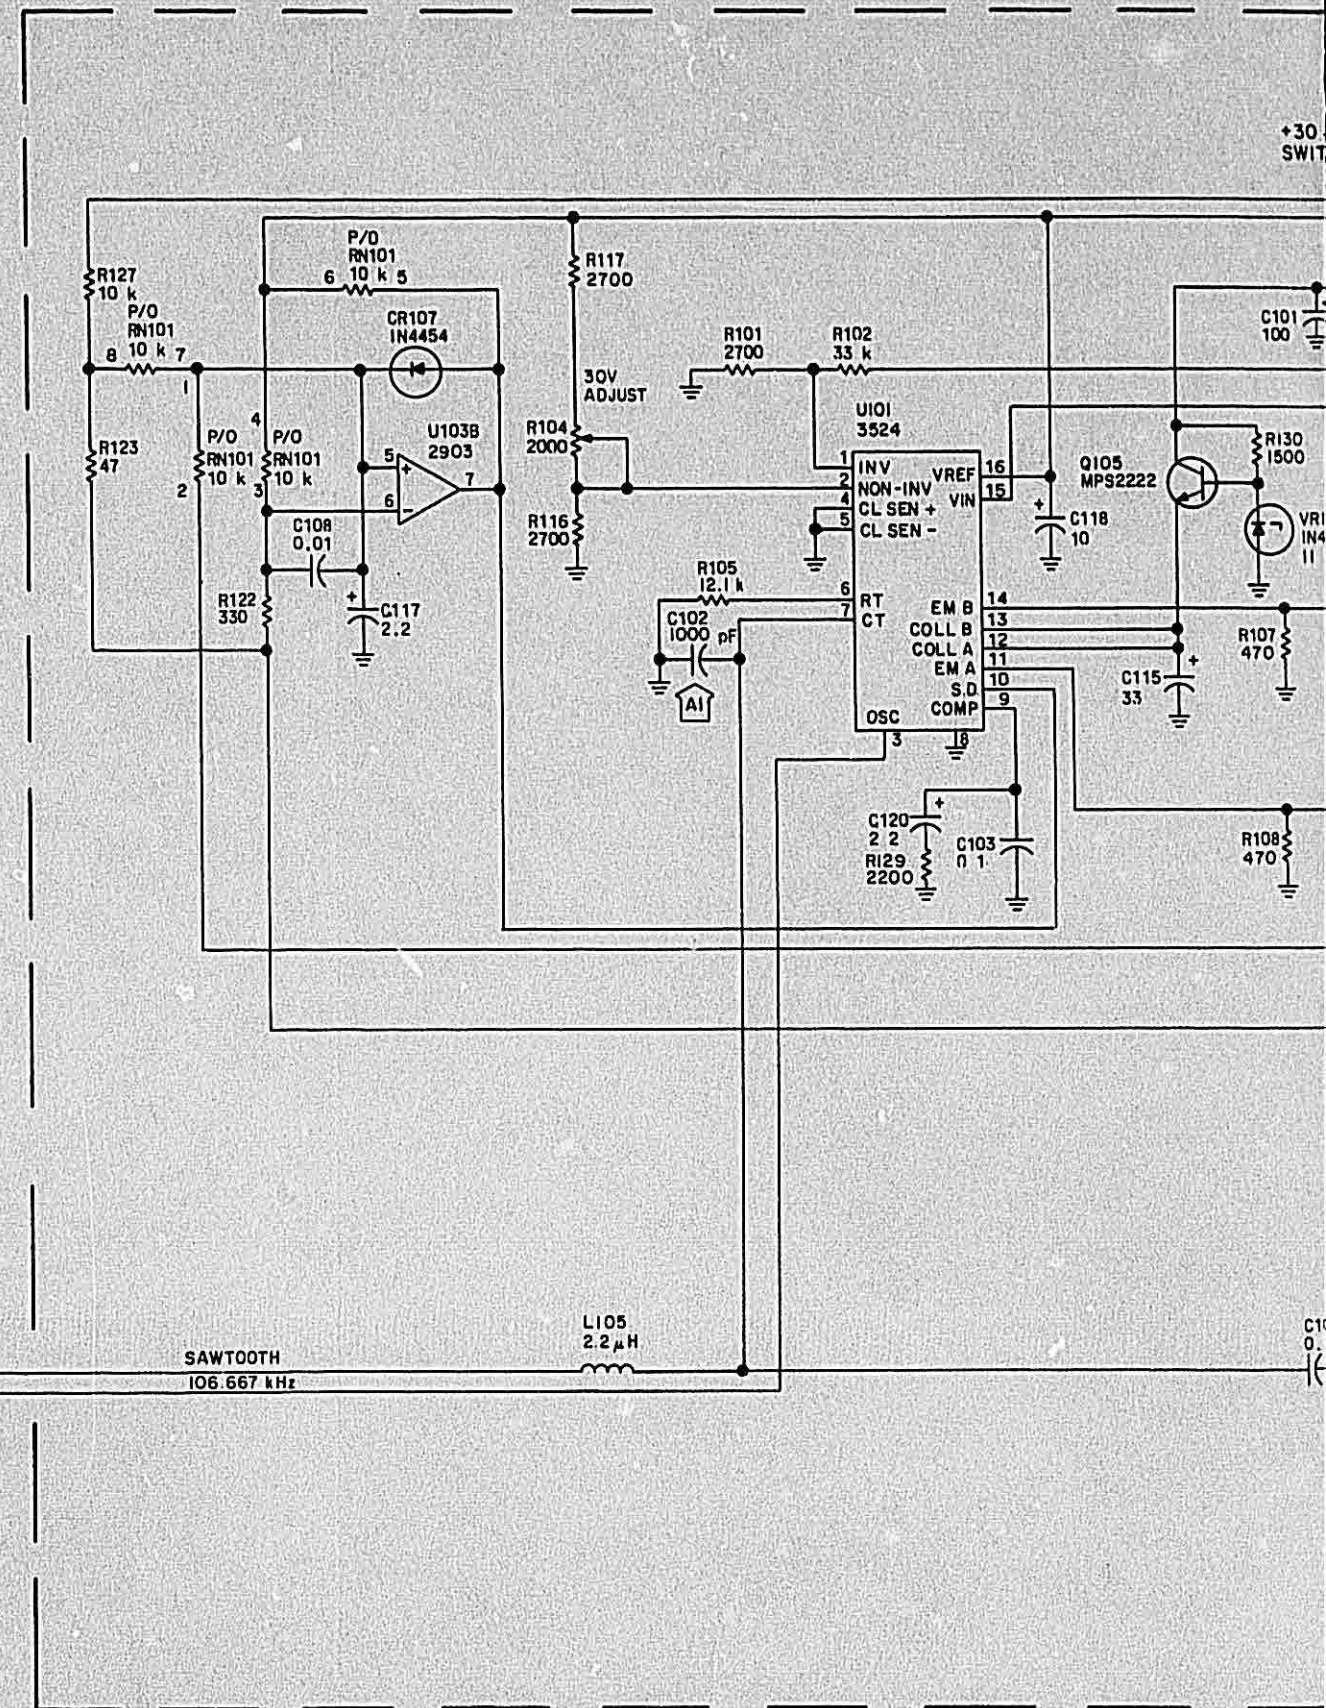 +30
SWIT
P/O
RN101
10 k
6
5
R127
10 k
P/O
RN101
10 k
8
7
1
CR107
IN4454
R117
2700
R101
2700
R102
33 k
C101
100
30V
ADJUST
R104
2000
U101
3524
R123
47
P/O
RN101
10 k
2
4
P/O
RN101
10 k
3
U103B
2903
5
+
6
-
7
R116
2700
1
INV
2
NON-INV
4
CL SEN +
5
CL SEN -
VREF
16
VIN
15
Q105
MPS2222
R130
1500
+
C118
10
C108
0.01
R122
330
+
C117
2.2
R105
12.1 k
C102
1000 pF
A1
6
RT
7
CT
EM B
14
COLL B
13
COLL A
12
EM A
11
S.D.
10
COMP
9
OSC
3
8
R107
470
+
C115
33
+
C120
2 2
R129
2200
C103
0 1
R108
470
L105
2.2 μH
SAWTOOTH
106.667 kHz